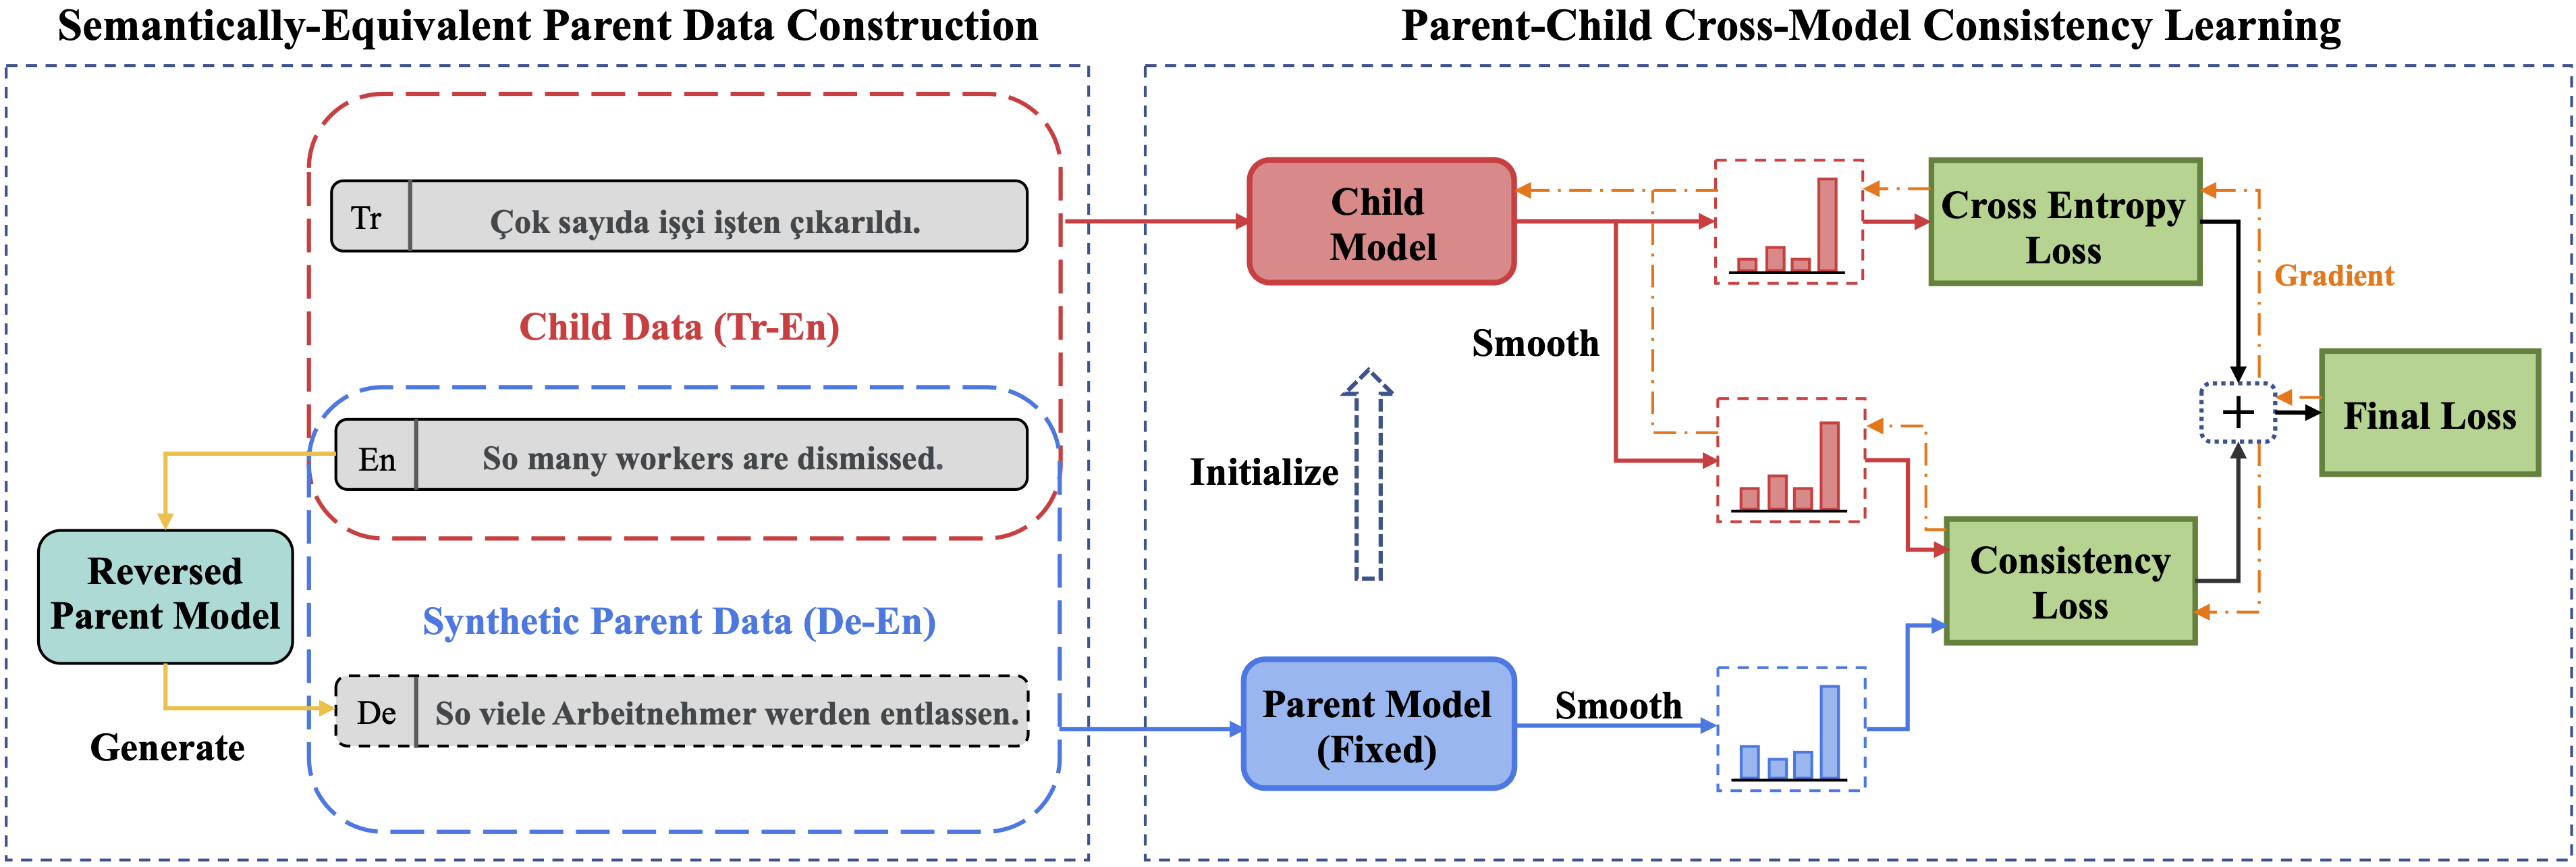 Semantically-Equivalent Parent Data Construction
Tr
Çok sayıda işçi işten çıkarıldı.
Child Data (Tr-En)
En
So many workers are dismissed.
Reversed
Parent Model
Synthetic Parent Data (De-En)
De
So viele Arbeitnehmer werden entlassen.
Generate
Parent-Child Cross-Model Consistency Learning
Child
Model
Cross Entropy
Loss
Gradient
Smooth
Initialize
+
Final Loss
Consistency
Loss
Parent Model
(Fixed)
Smooth